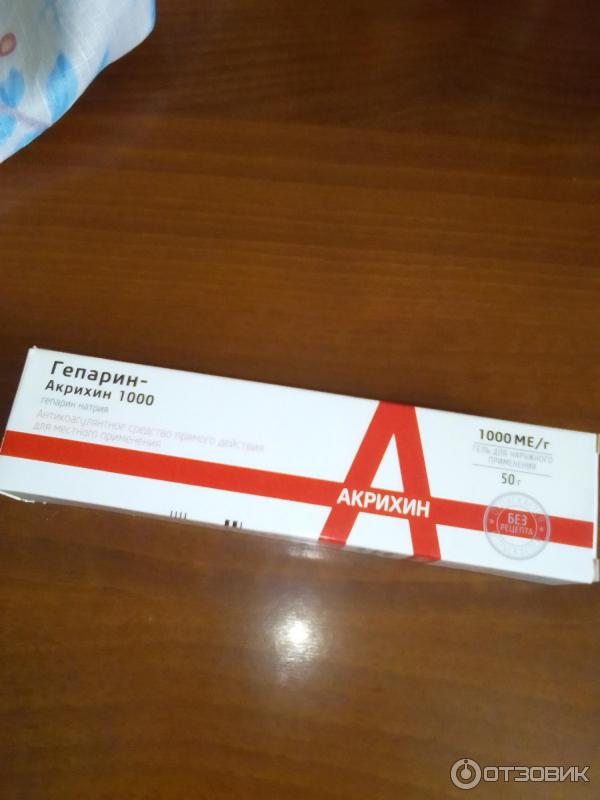 Гепарин-
Акрихин 1000
гепарин натрия
Антикоагулянтное средство прямого действия
для местного применения
АКРИХИН
1000 МЕ/г
ГЕЛЬ ДЛЯ НАРУЖНОГО
ПРИМЕНЕНИЯ
50 г
БЕЗ
РЕЦЕПТА
ОТЗОВИК